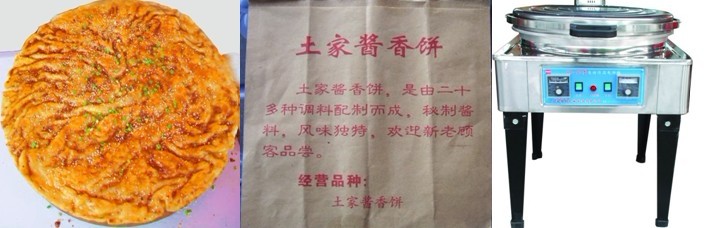 土家酱香饼
土家酱香饼，是由二十
多种调料配制而成，秘制酱
料，风味独特，欢迎新老顾
客品尝。
经营品种：
土家酱香饼